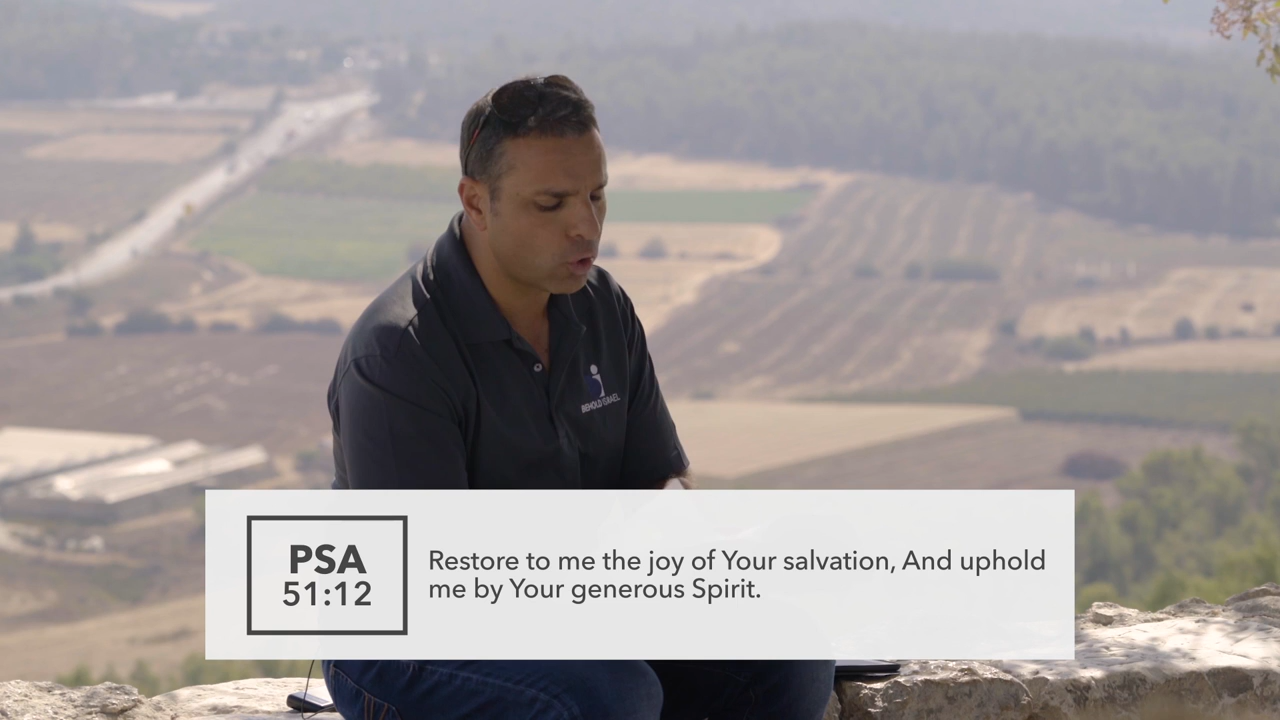 BEHOLD ISRAEL
PSA
51:12
Restore to me the joy of Your salvation, And uphold
me by Your generous Spirit.